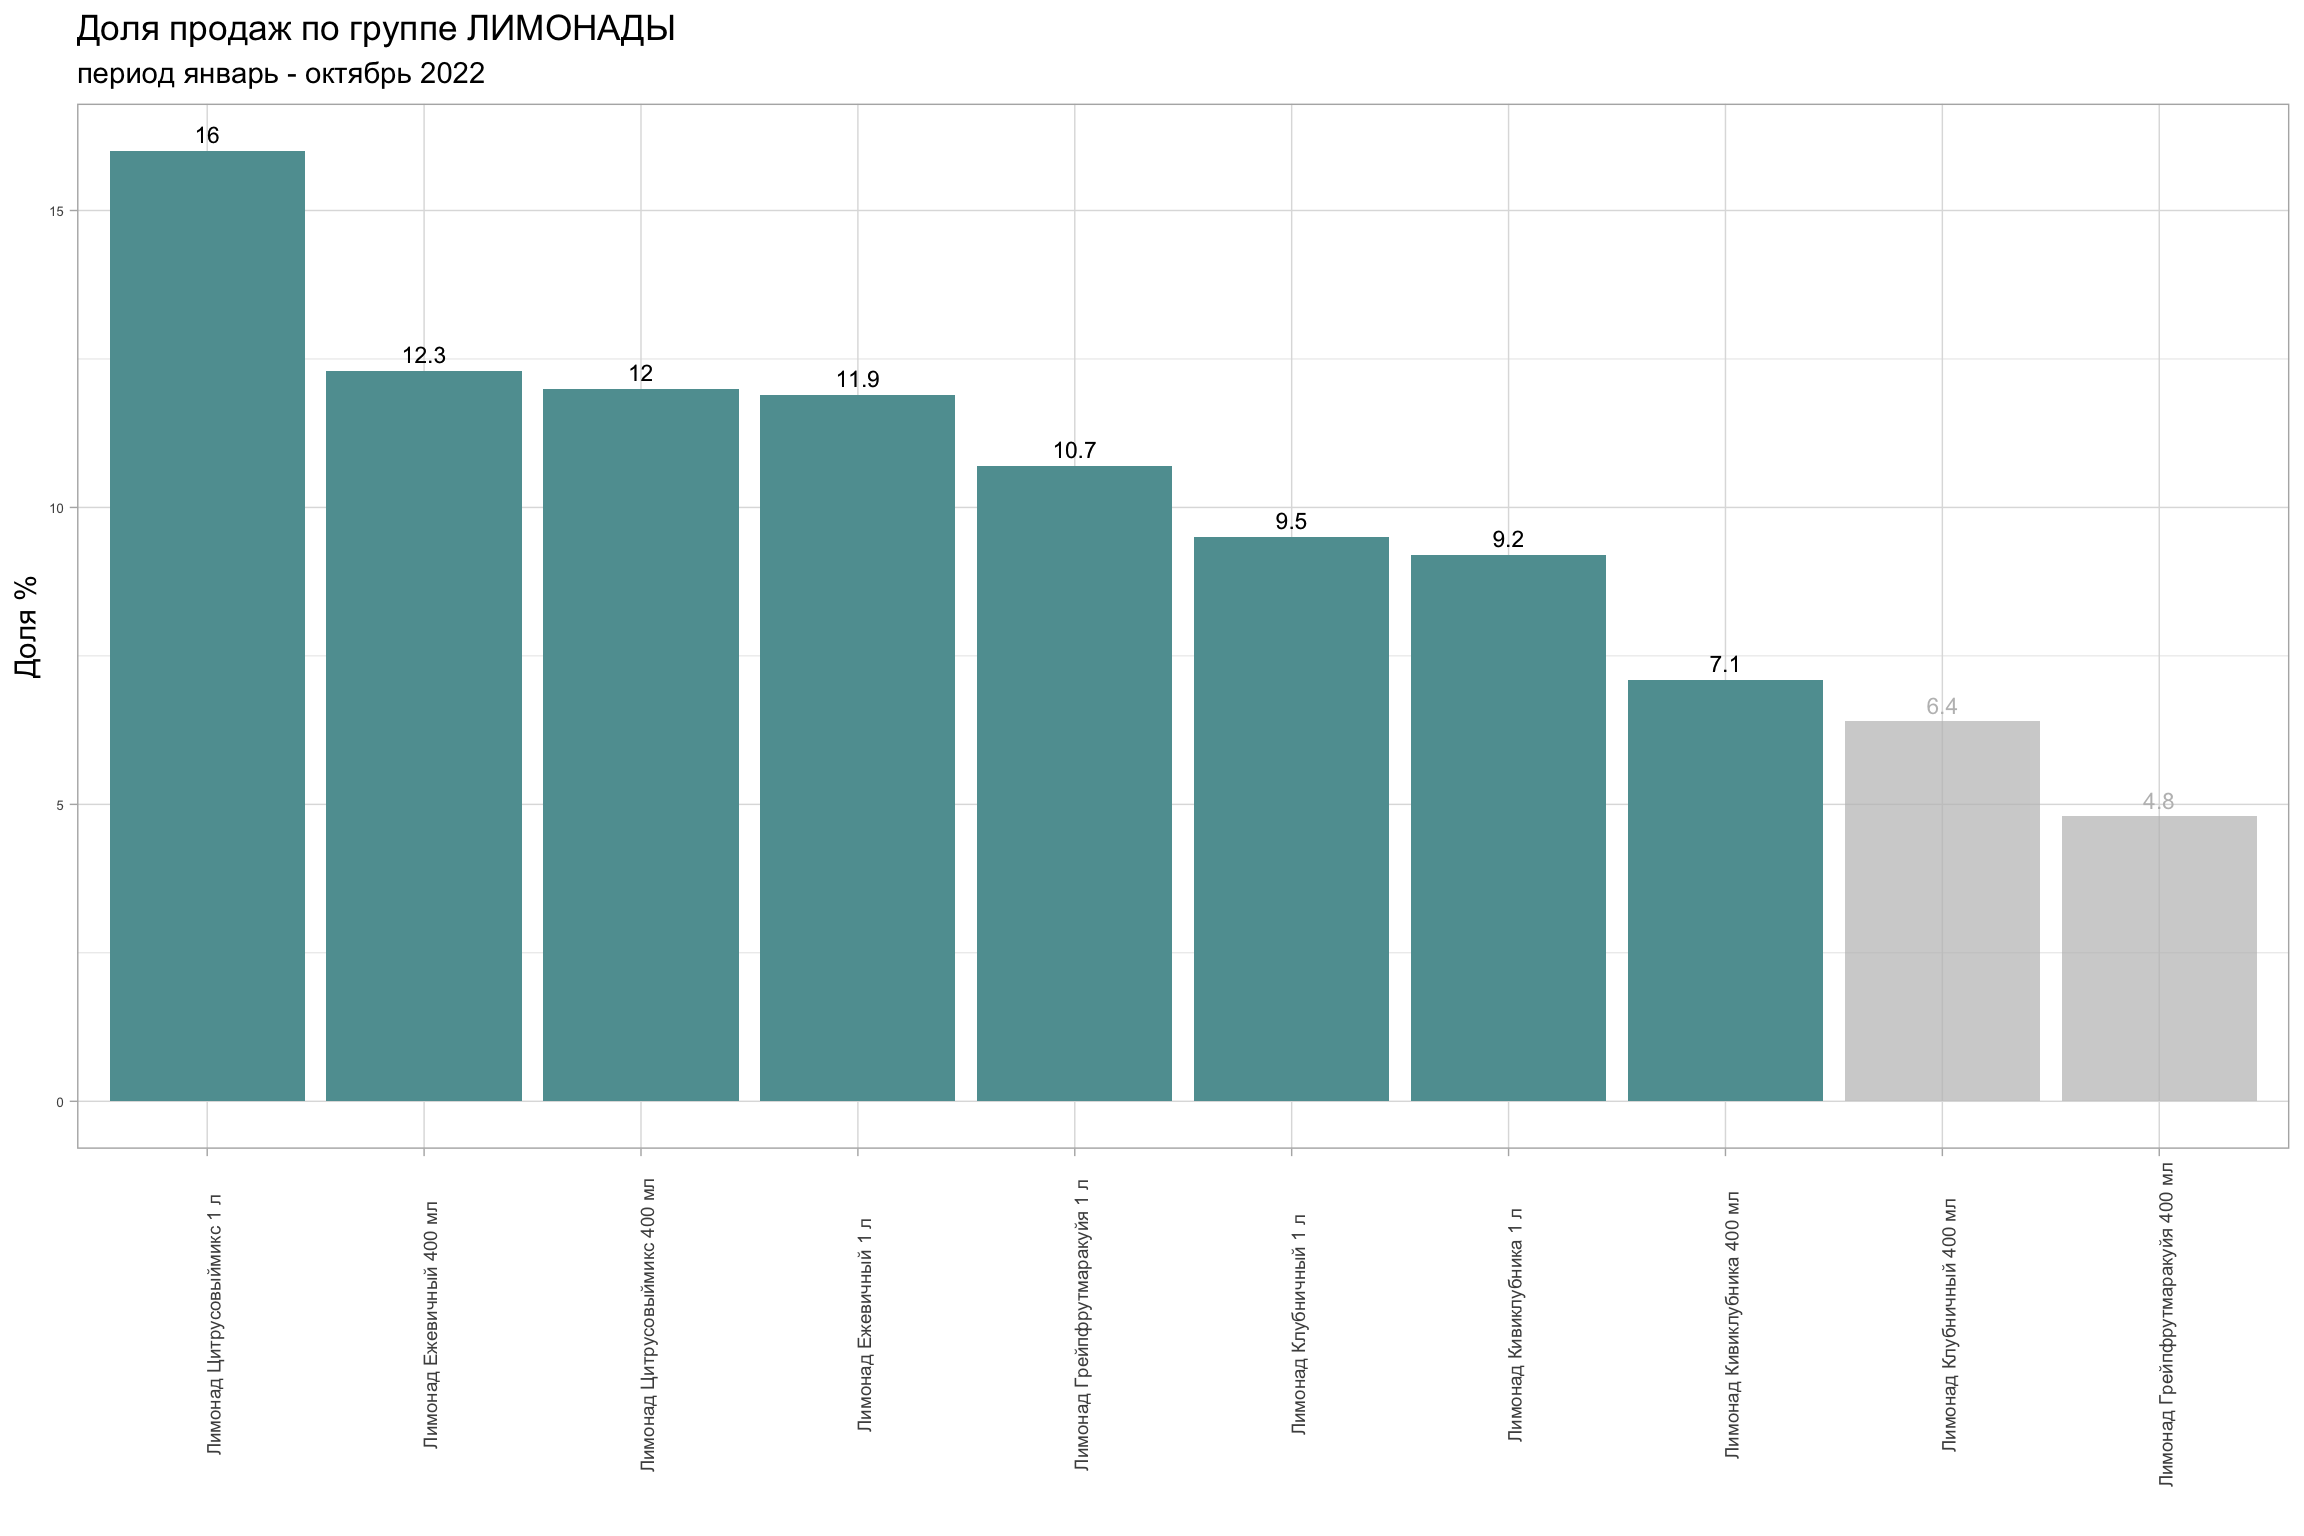 Доля продаж по группе ЛИМОНАДЫ
период январь - октябрь 2022
Доля %
15
10
5
0
16
12.3
12
11.9
10.7
9.5
9.2
7.1
6.4
4.8
Лимонад Цитрусовыймикс 1 л
Лимонад Ежевичный 400 мл
Лимонад Цитрусовыймикс 400 мл
Лимонад Ежевичный 1 л
Лимонад Грейпфрутмаракуйя 1 л
Лимонад Клубничный 1 л
Лимонад Кивиклубника 1 л
Лимонад Кивиклубника 400 мл
Лимонад Клубничный 400 мл
Лимонад Грейпфрутмаракуйя 400 мл